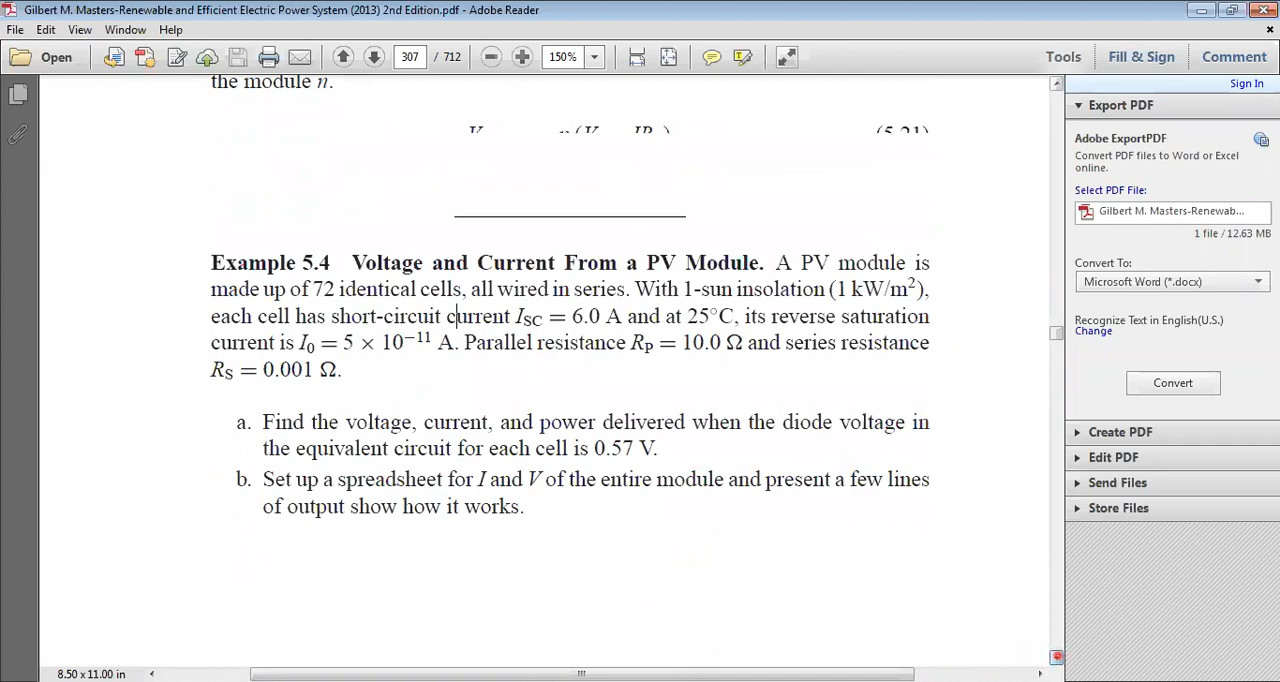 Gilbert M. Masters-Renewable and Efficient Electric Power System (2013) 2nd Edition.pdf - Adobe Reader
File Edit View Window Help
Open 307 / 712 150% Tools Fill & Sign Comment
Sign In
the module n.
Export PDF
Adobe ExportPDF
Convert PDF files to Word or Excel
online.
Select PDF File:
Gilbert M. Masters-Renewab...
1 file / 12.63 MB
Convert To:
Microsoft Word (*.docx)
Recognize Text in English(U.S.)
Change
Convert
Create PDF
Edit PDF
Send Files
Store Files
Example 5.4 Voltage and Current From a PV Module. A PV module is
made up of 72 identical cells, all wired in series. With 1-sun insolation (1 kW/m²),
each cell has short-circuit current I_SC = 6.0 A and at 25°C, its reverse saturation
current is I₀ = 5 × 10⁻¹¹ A. Parallel resistance R_P = 10.0 Ω and series resistance
R_S = 0.001 Ω.
a. Find the voltage, current, and power delivered when the diode voltage in
the equivalent circuit for each cell is 0.57 V.
b. Set up a spreadsheet for I and V of the entire module and present a few lines
of output show how it works.
8.50 x 11.00 in